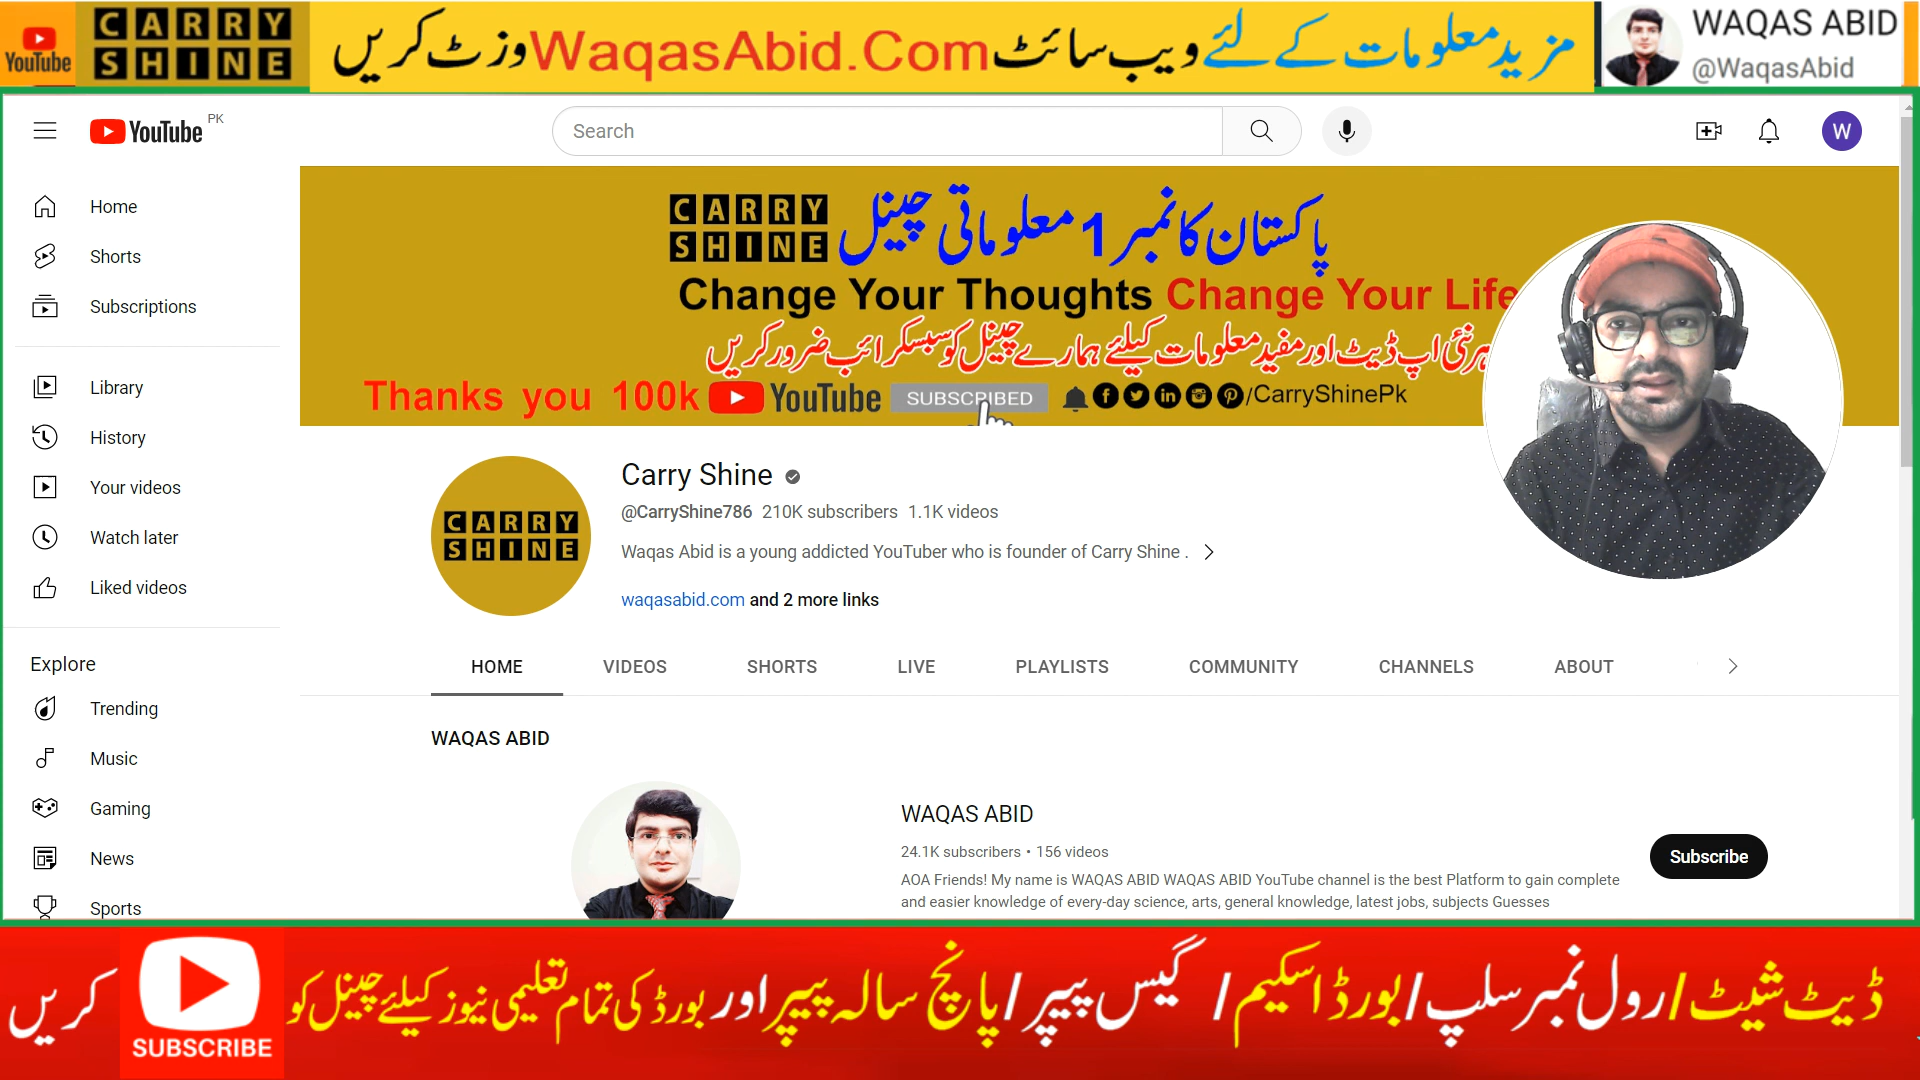 YouTube
CARRY
SHINE
مزید معلومات کے لئے ویب سائٹ WaqasAbid.Com وزٹ کریں
WAQAS ABID
@WaqasAbid
YouTube PK
Search
W
Home
Shorts
Subscriptions
Library
History
Your videos
Watch later
Liked videos
Explore
Trending
Music
Gaming
News
Sports
CARRY
SHINE
پاکستان کا نمبر 1 معلوماتی چینل
Change Your Thoughts Change Your Life
ہر نئی اپ ڈیٹ اور مفید معلومات کیلئے ہمارے چینل کو سبسکرائب ضرور کریں
Thanks you 100k YouTube SUBSCRIBED /CarryShinePk
CARRY
SHINE
Carry Shine
@CarryShine786 210K subscribers 1.1K videos
Waqas Abid is a young addicted YouTuber who is founder of Carry Shine .
waqasabid.com and 2 more links
HOME VIDEOS SHORTS LIVE PLAYLISTS COMMUNITY CHANNELS ABOUT
WAQAS ABID
WAQAS ABID
24.1K subscribers • 156 videos
AOA Friends! My name is WAQAS ABID WAQAS ABID YouTube channel is the best Platform to gain complete
and easier knowledge of every-day science, arts, general knowledge, latest jobs, subjects Guesses
Subscribe
ڈیٹ شیٹ/رول نمبر سلپ/بورڈ اسکیم/گیس پیپر/پانچ سالہ پیپر اور بورڈ کی تمام تعلیمی نیوز کیلئے چینل کو SUBSCRIBE کریں